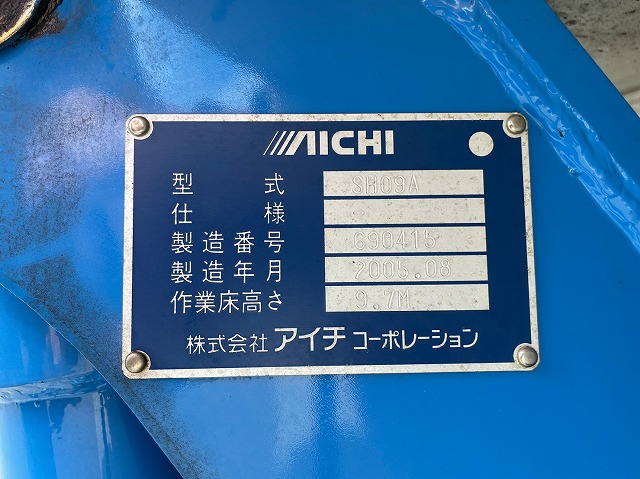 AICHI
型式 SH09A
仕様 --
製造番号 690415
製造年月 2005.08
作業床高さ 9.7M
株式会社 アイチ コーポレーション